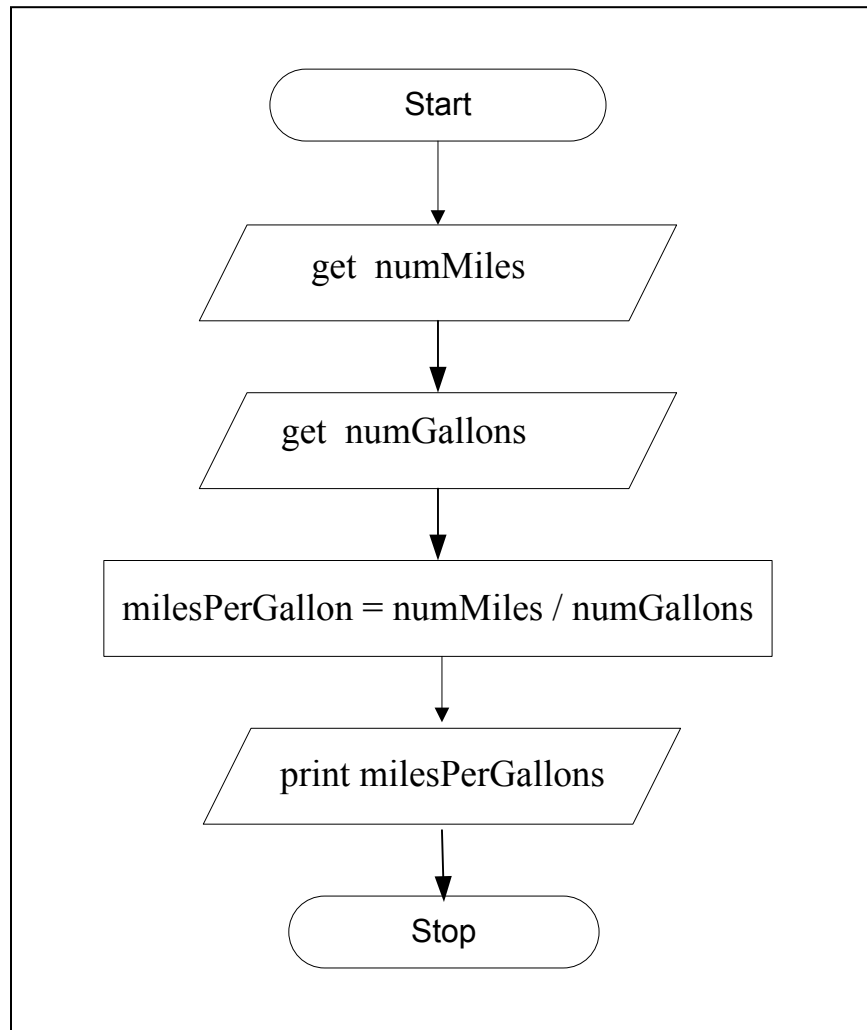 Start
get numMiles
get numGallons
milesPerGallon = numMiles / numGallons
print milesPerGallons
Stop